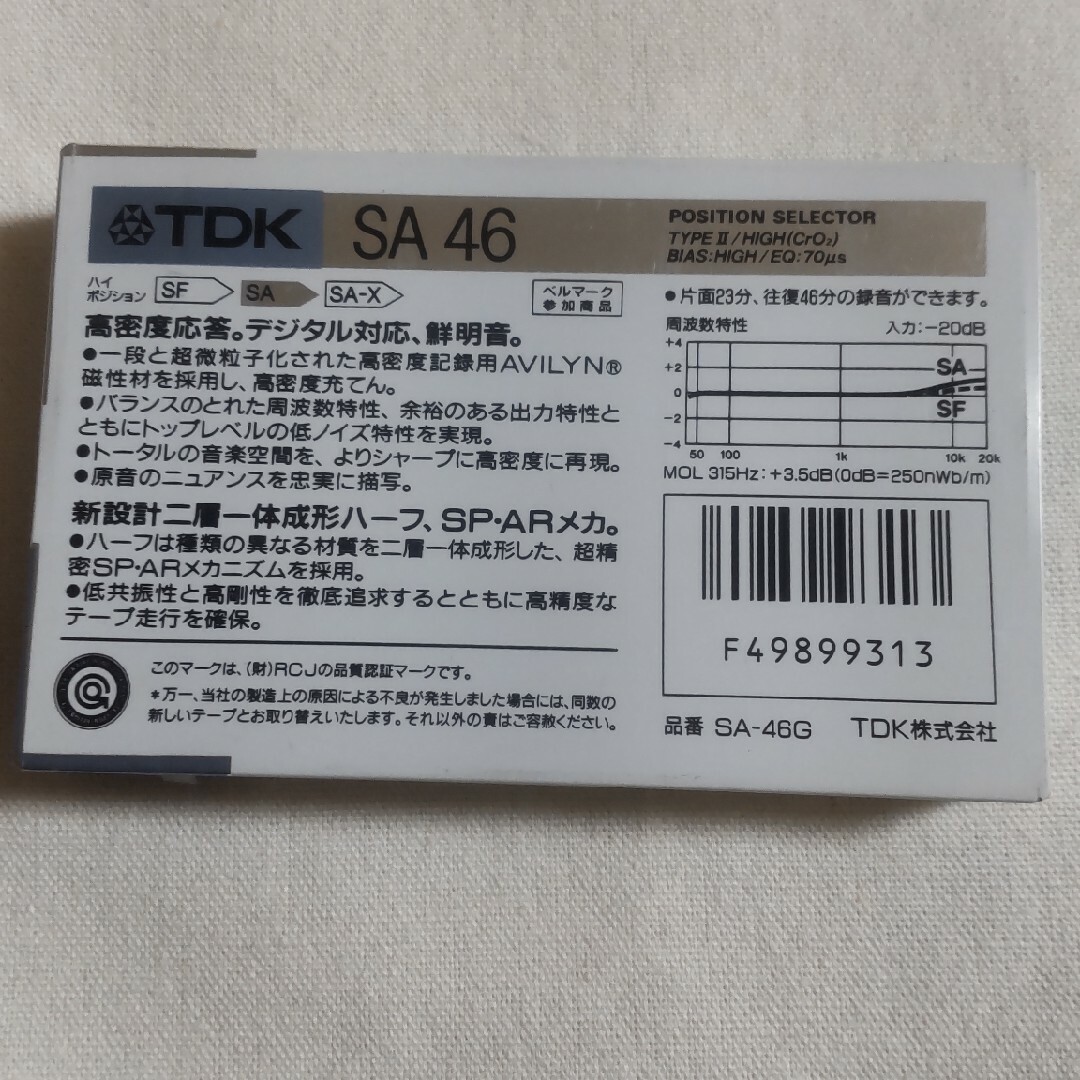 TDK SA 46
POSITION SELECTOR
TYPE II/HIGH(CrO₂)
BIAS:HIGH/EQ:70μs
ハイ
ポジション
SF SA SA-X
ベルマーク
参加商品
高密度応答。デジタル対応、鮮明音。
●一段と超微粒子化された高密度記録用AVILYN®
磁性材を採用し、高密度充てん。
●バランスのとれた周波数特性、余裕のある出力特性と
ともにトップレベルの低ノイズ特性を実現。
●トータルの音楽空間を、よりシャープに高密度に再現。
●原音のニュアンスを忠実に描写。
新設計二層一体成形ハーフ、SP・ARメカ。
●ハーフは種類の異なる材質を二層一体成形した、超精
密SP・ARメカニズムを採用。
●低共振性と高剛性を徹底追求するとともに高精度な
テープ走行を確保。
このマークは、(財)RCJの品質認証マークです。
*万一、当社の製造上の原因による不良が発生しました場合には、同数の
新しいテープとお取り替えいたします。それ以外の責はご容赦ください。
●片面23分、往復46分の録音ができます。
周波数特性 入力:-20dB
+4
+2
0
-2
-4
SA
SF
50 100 1k 10k 20k
MOL 315Hz:+3.5dB(0dB=250nWb/m)
F49899313
品番 SA-46G TDK株式会社